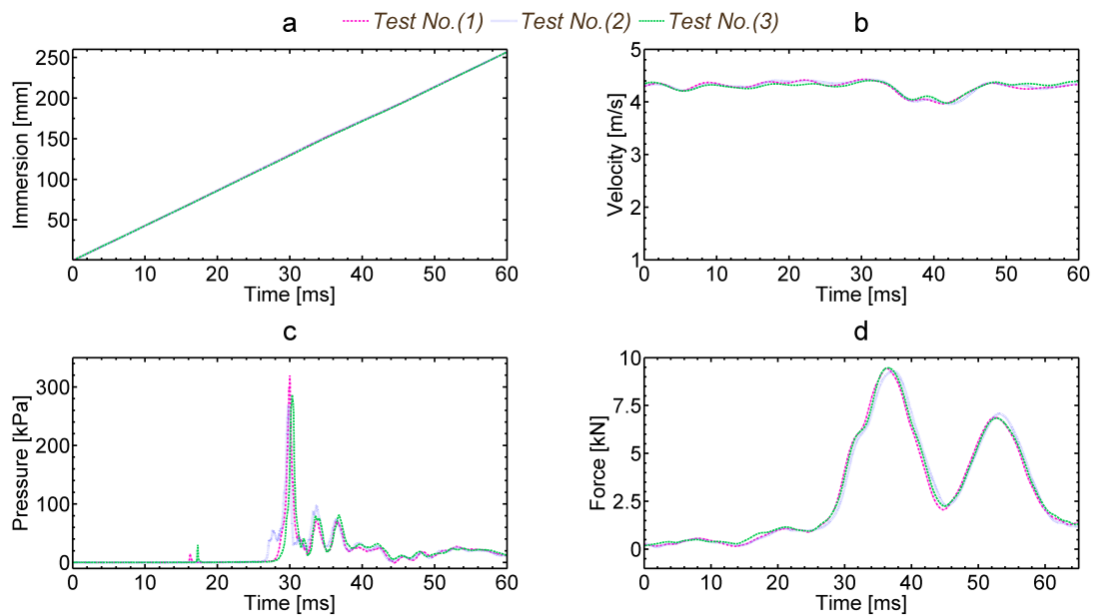 Test No.(1) Test No.(2) Test No.(3)
a
Immersion [mm]
250
200
150
100
50
0 10 20 30 40 50 60
Time [ms]
b
Velocity [m/s]
5
4
3
2
1
0 10 20 30 40 50 60
Time [ms]
c
Pressure [kPa]
300
200
100
0
0 10 20 30 40 50 60
Time [ms]
d
Force [kN]
10
7.5
5
2.5
0
0 10 20 30 40 50 60
Time [ms]